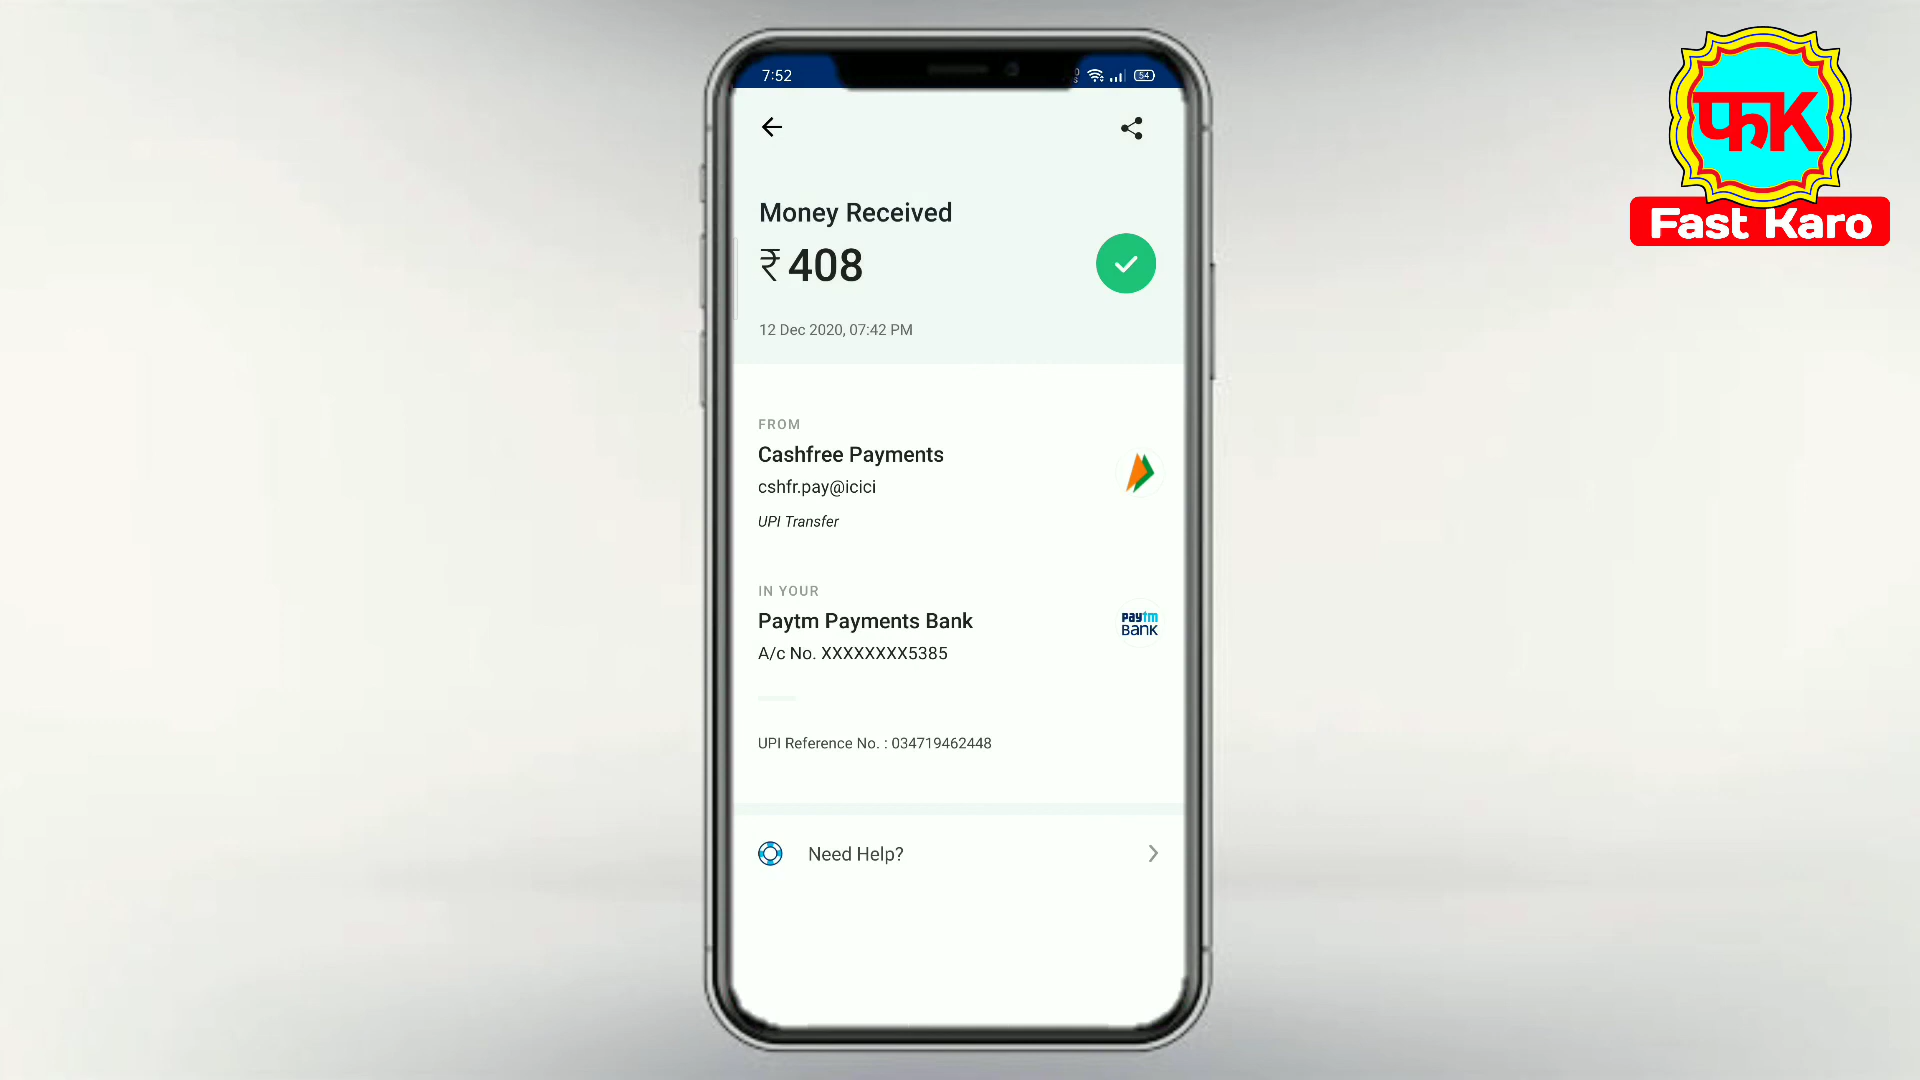 7:52
54
फK
Fast Karo
Money Received
₹408
12 Dec 2020, 07:42 PM
FROM
Cashfree Payments
cshfr.pay@icici
UPI Transfer
IN YOUR
Paytm Payments Bank
paytm
BANK
A/c No. XXXXXXXX5385
UPI Reference No. : 034719462448
Need Help?